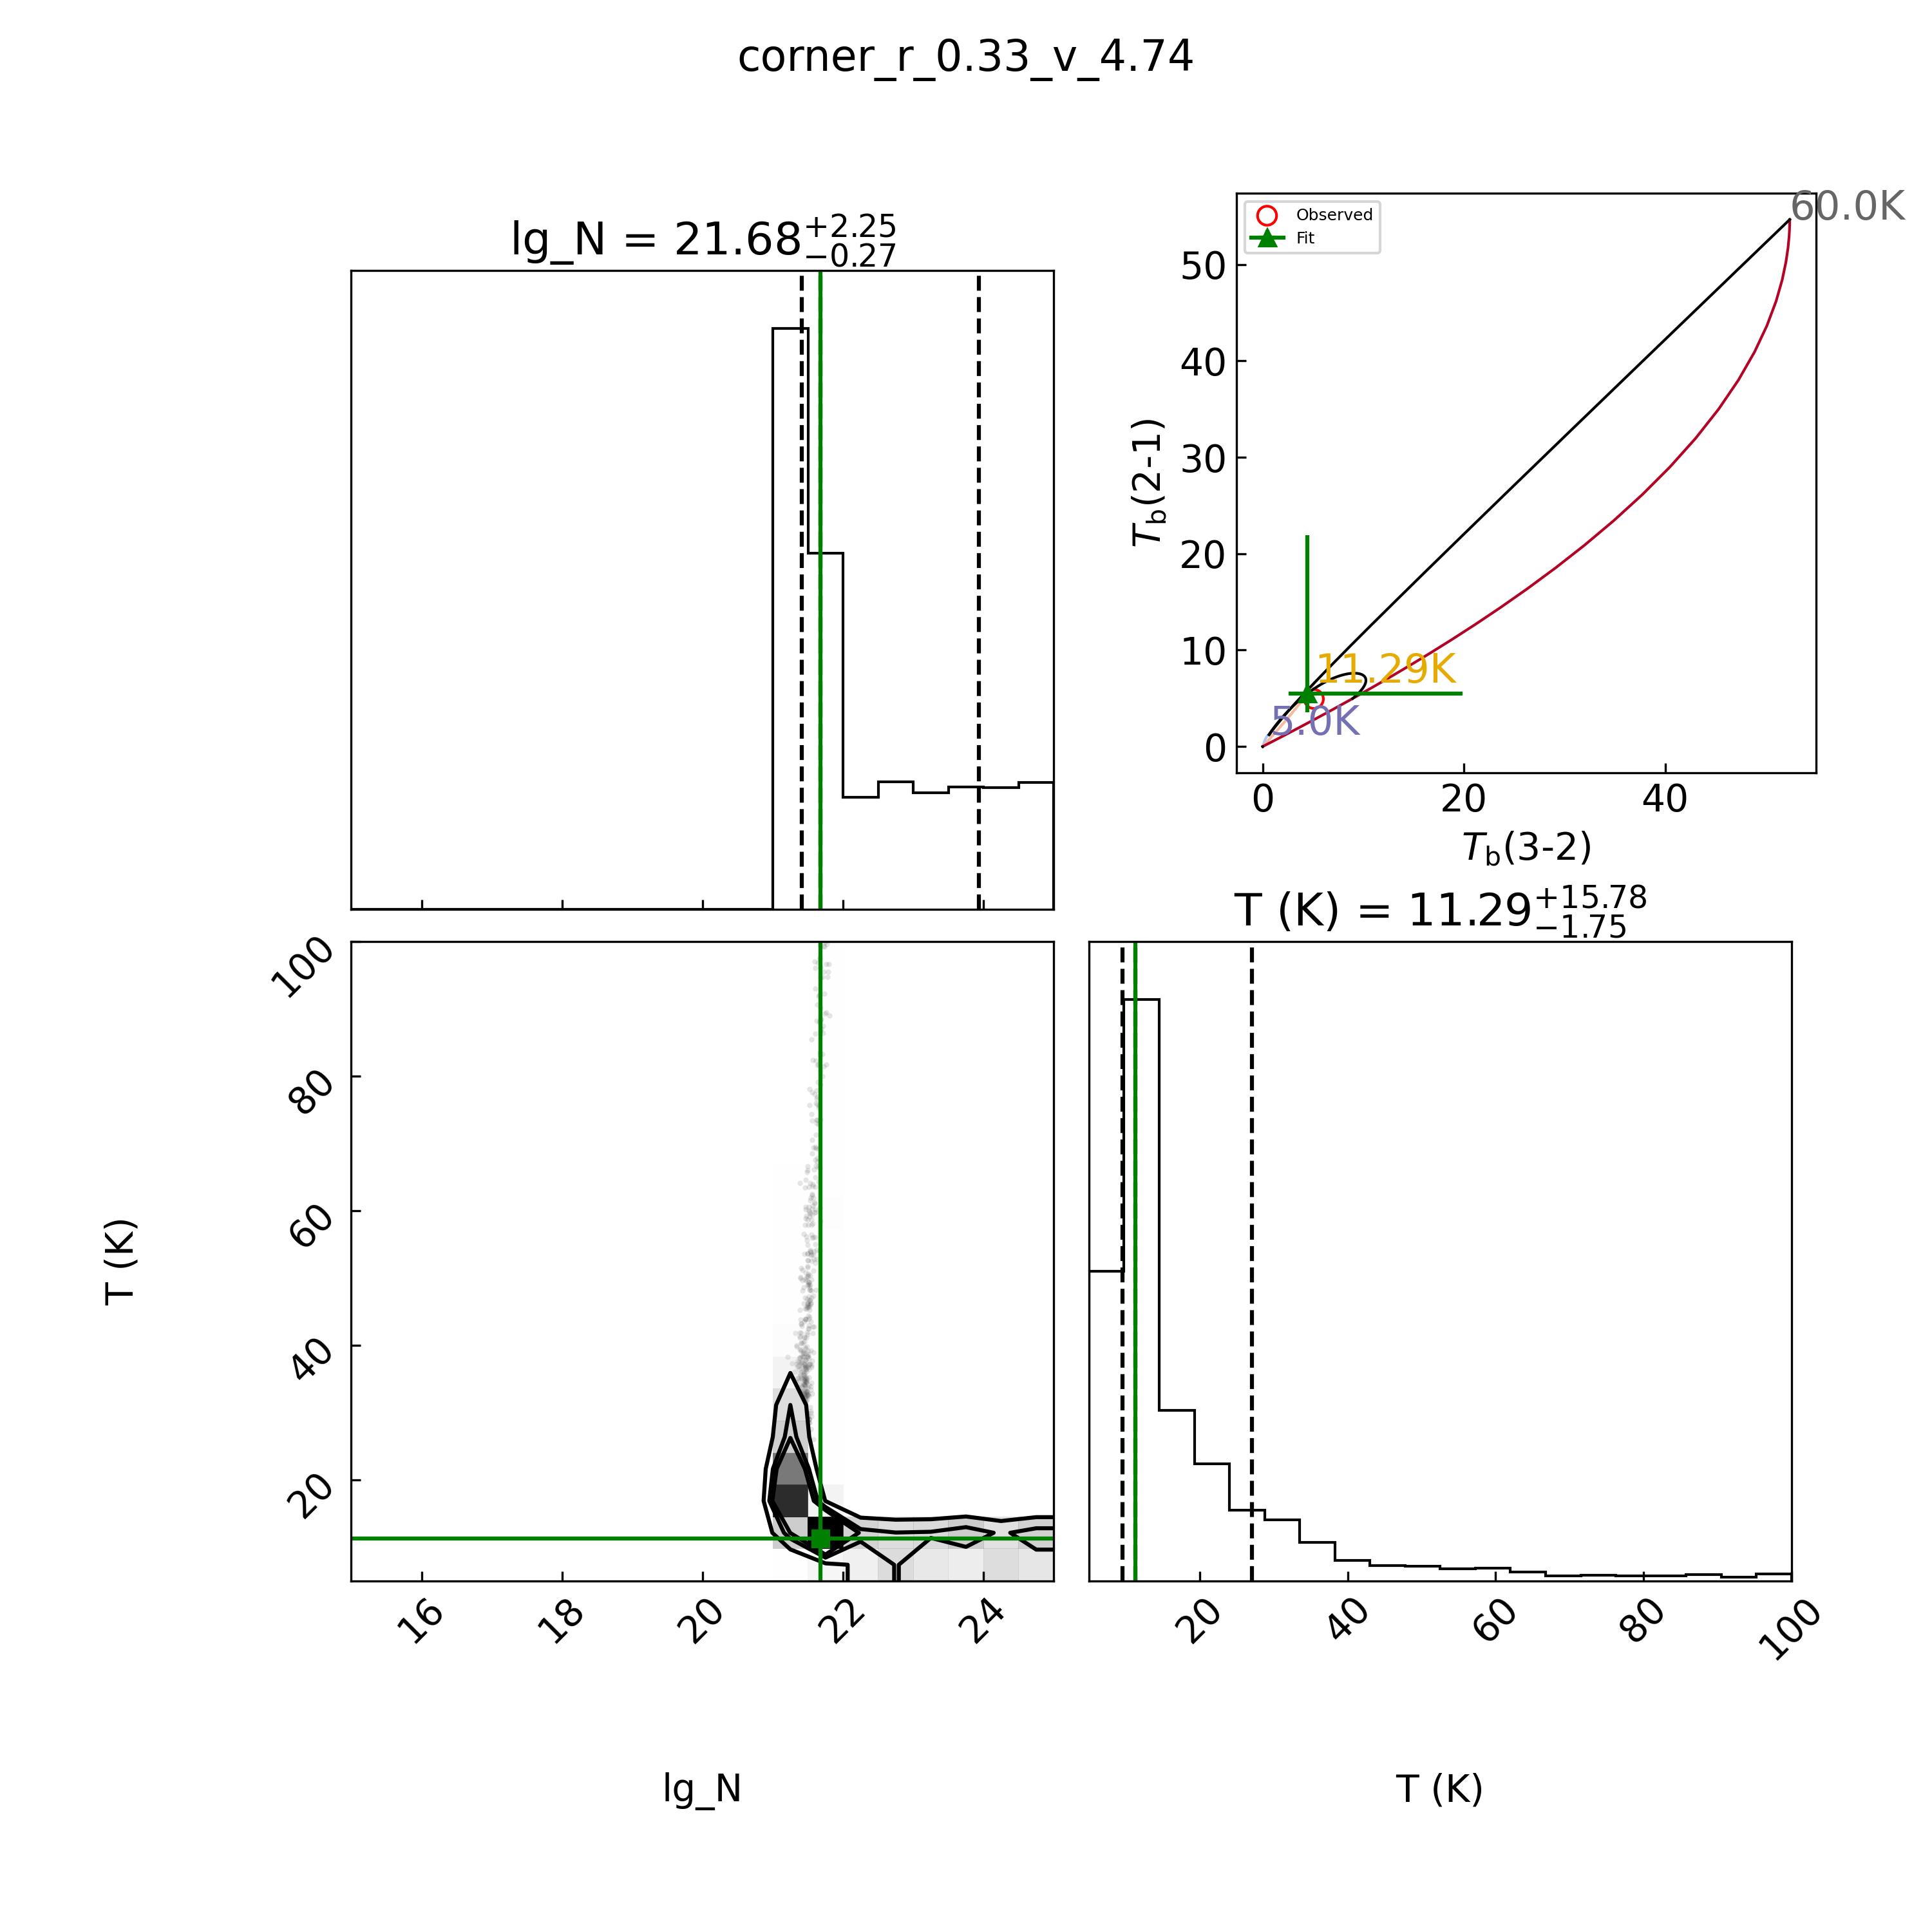 corner_r_0.33_v_4.74
lg_N = 21.68+2.25
−0.27
60.0K
Observed
Fit
50
40
30
20
10
0
Tb(2-1)
11.29K
5.0K
0
20
40
Tb(3-2)
T (K) = 11.29+15.78
−1.75
100
80
60
40
20
T (K)
16
18
20
22
24
lg_N
20
40
60
80
100
T (K)